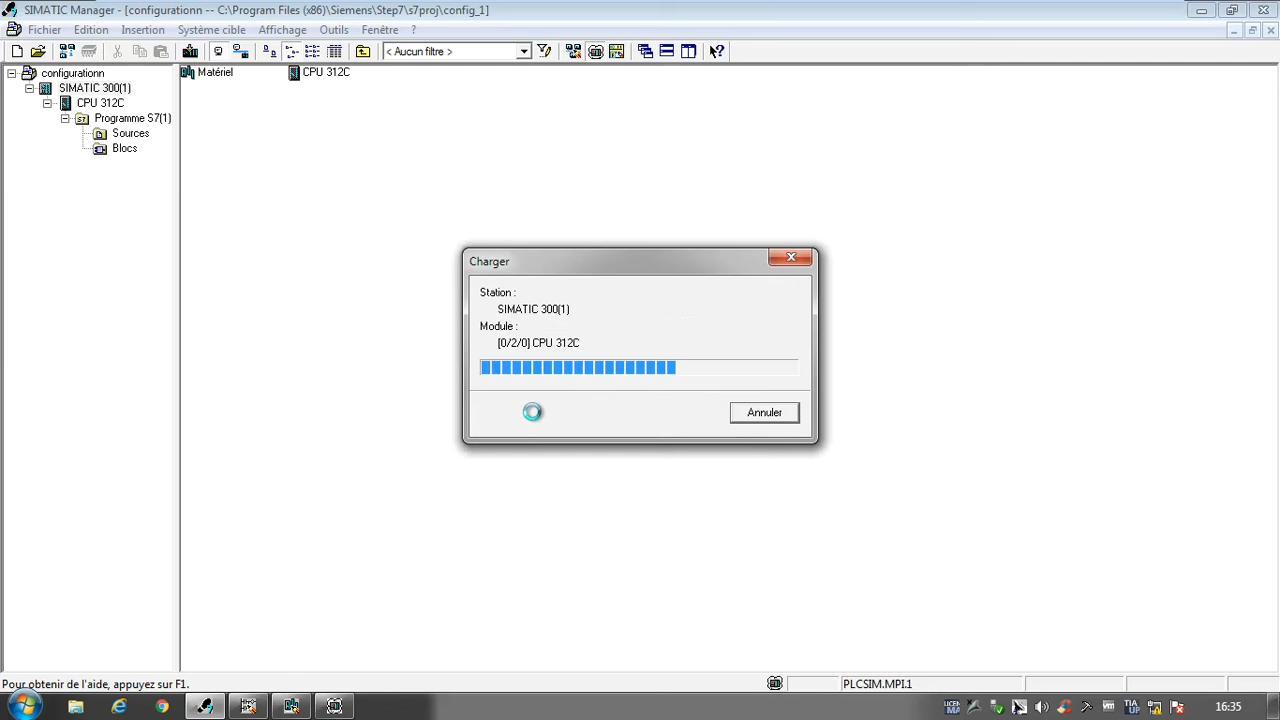 SIMATIC Manager - [configurationn -- C:\Program Files (x86)\Siemens\Step7\s7proj\config_1]
Fichier Edition Insertion Système cible Affichage Outils Fenêtre ?
< Aucun filtre >
configurationn
SIMATIC 300(1)
CPU 312C
Programme S7(1)
Sources
Blocs
Matériel CPU 312C
Charger
Station :
SIMATIC 300(1)
Module :
[0/2/0] CPU 312C
Annuler
Pour obtenir de l'aide, appuyez sur F1.
PLCSIM.MPI.1
16:35